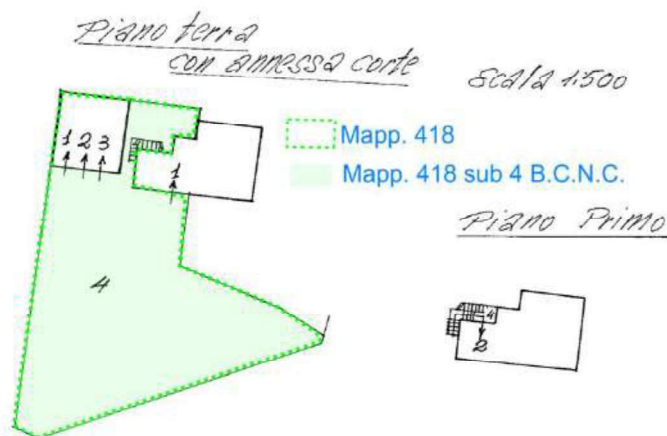 Piano terra
con annessa corte
Scala 1:500
1 2 3
1
Mapp. 418
Mapp. 418 sub 4 B.C.N.C.
Piano Primo
4
4
2